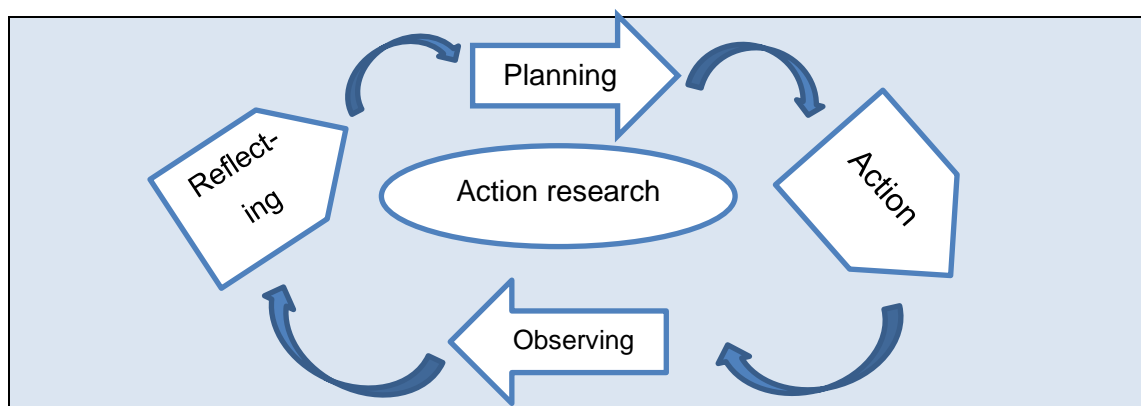 Planning
Action
Action research
Reflect-
ing
Observing